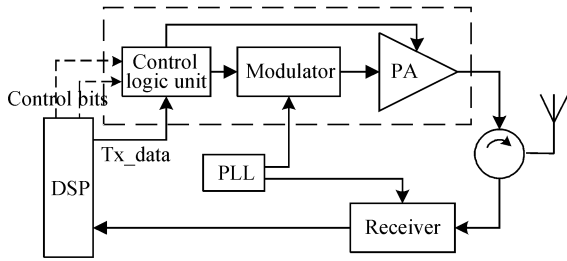 Control
logic unit
Modulator
PA
Control bits
Tx_data
DSP
PLL
Receiver